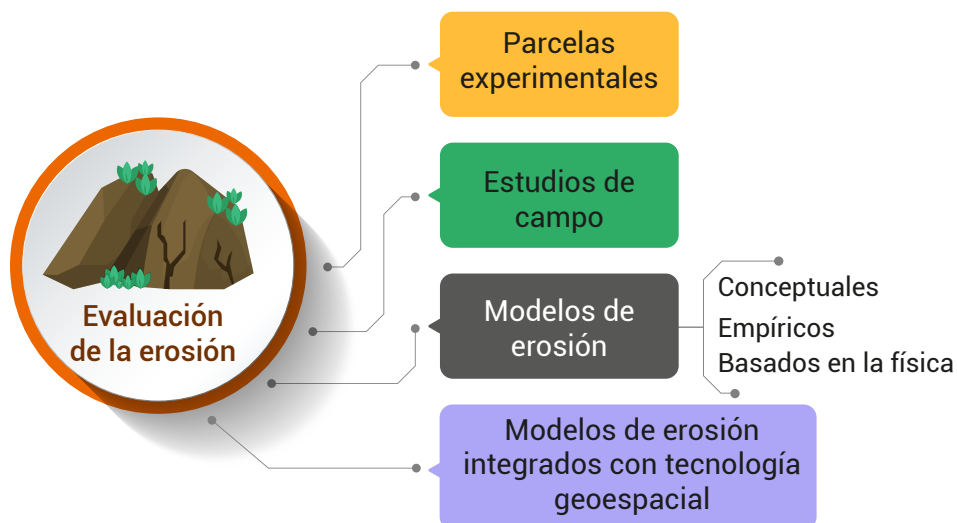 Parcelas
experimentales
Estudios de
campo
Evaluación
de la erosión
Modelos de
erosión
Conceptuales
Empíricos
Basados en la física
Modelos de erosión
integrados con tecnología
geoespacial